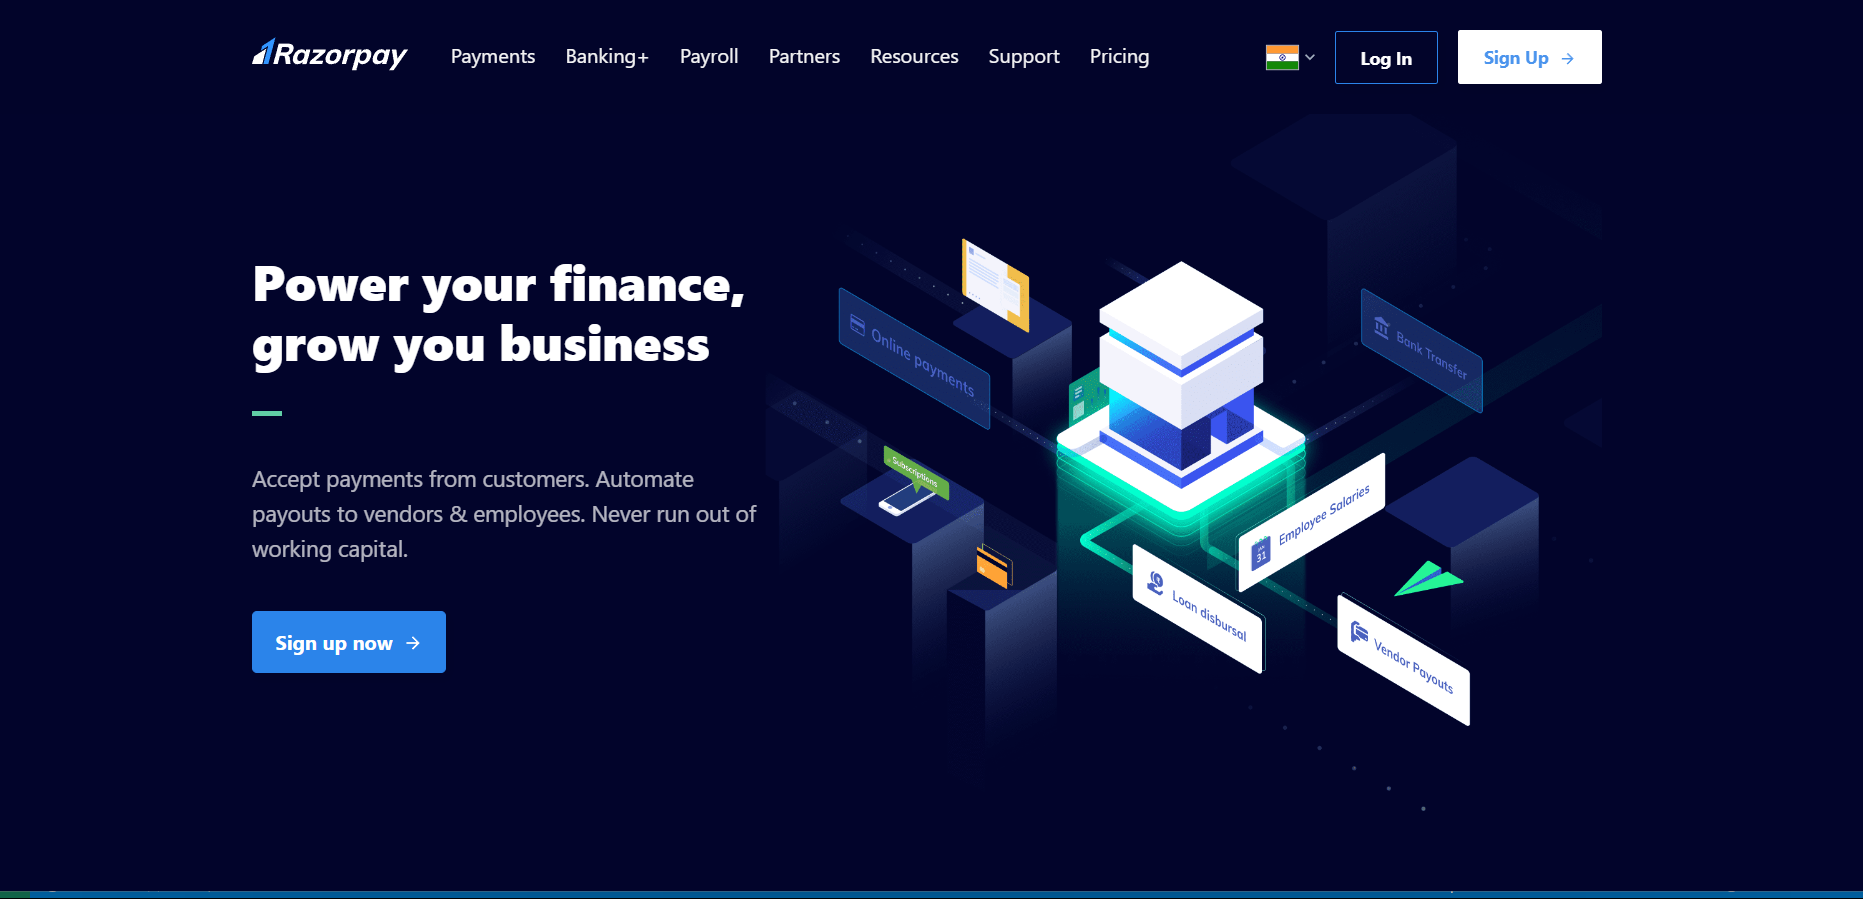 Razorpay
Payments
Banking+
Payroll
Partners
Resources
Support
Pricing
Log In
Sign Up
Power your finance,
grow you business
Accept payments from customers. Automate
payouts to vendors & employees. Never run out of
working capital.
Sign up now
Online payments
Bank Transfer
Subscriptions
Employee Salaries
31
Loan disbursal
Vendor Payouts